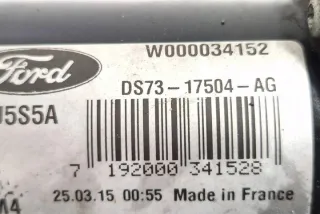 W000034152
Ford
DS73-17504-AG
J5S5A
7 192000 341528
25.03.15 00:55 Made in France